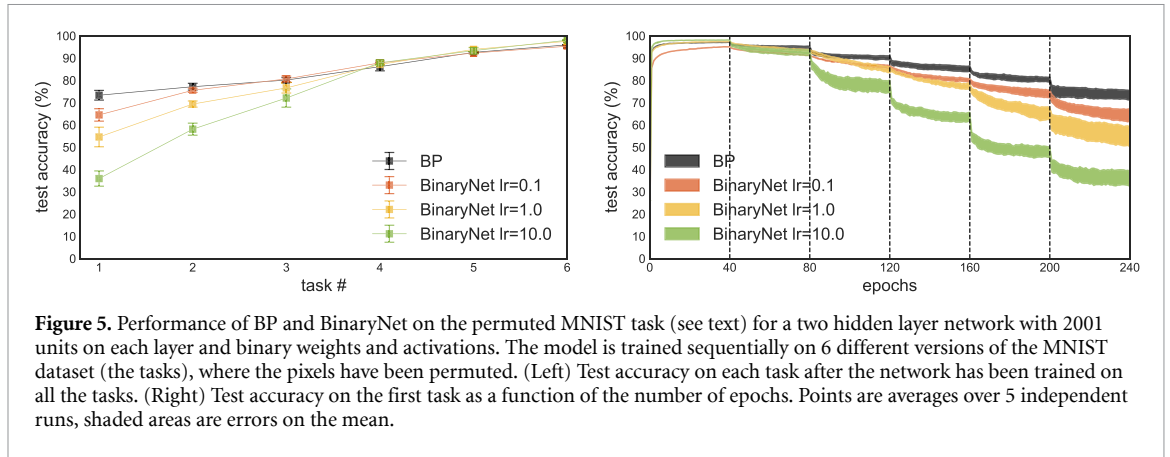 100
90
80
70
60
50
40
30
20
10
0
test accuracy (%)
BP
BinaryNet lr=0.1
BinaryNet lr=1.0
BinaryNet lr=10.0
1 2 3 4 5 6
task #
100
90
80
70
60
50
40
30
20
10
0
test accuracy (%)
BP
BinaryNet lr=0.1
BinaryNet lr=1.0
BinaryNet lr=10.0
0 40 80 120 160 200 240
epochs
Figure 5. Performance of BP and BinaryNet on the permuted MNIST task (see text) for a two hidden layer network with 2001
units on each layer and binary weights and activations. The model is trained sequentially on 6 different versions of the MNIST
dataset (the tasks), where the pixels have been permuted. (Left) Test accuracy on each task after the network has been trained on
all the tasks. (Right) Test accuracy on the first task as a function of the number of epochs. Points are averages over 5 independent
runs, shaded areas are errors on the mean.